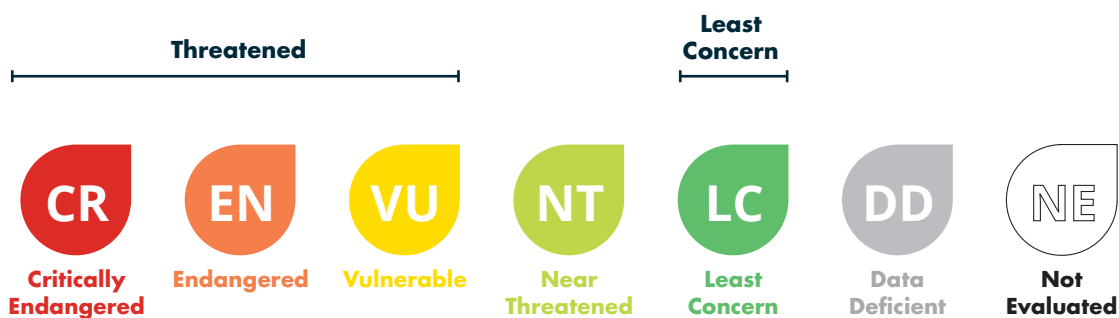 Threatened
Least
Concern
CR
EN
VU
NT
LC
DD
NE
Critically
Endangered
Endangered
Vulnerable
Near
Threatened
Least
Concern
Data
Deficient
Not
Evaluated